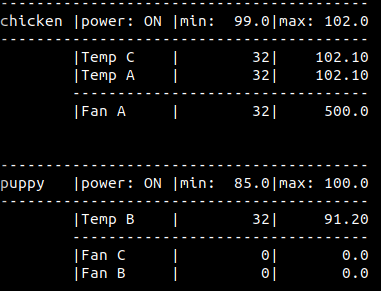 --------------------------------------------
chicken |power: ON |min:  99.0|max: 102.0
--------------------------------------------
        |Temp C    |        32|    102.10
        |Temp A    |        32|    102.10
        ------------------------------------
        |Fan A     |        32|     500.0
--------------------------------------------
puppy   |power: ON |min:  85.0|max: 100.0
--------------------------------------------
        |Temp B    |        32|     91.20
        ------------------------------------
        |Fan C     |         0|       0.0
        |Fan B     |         0|       0.0